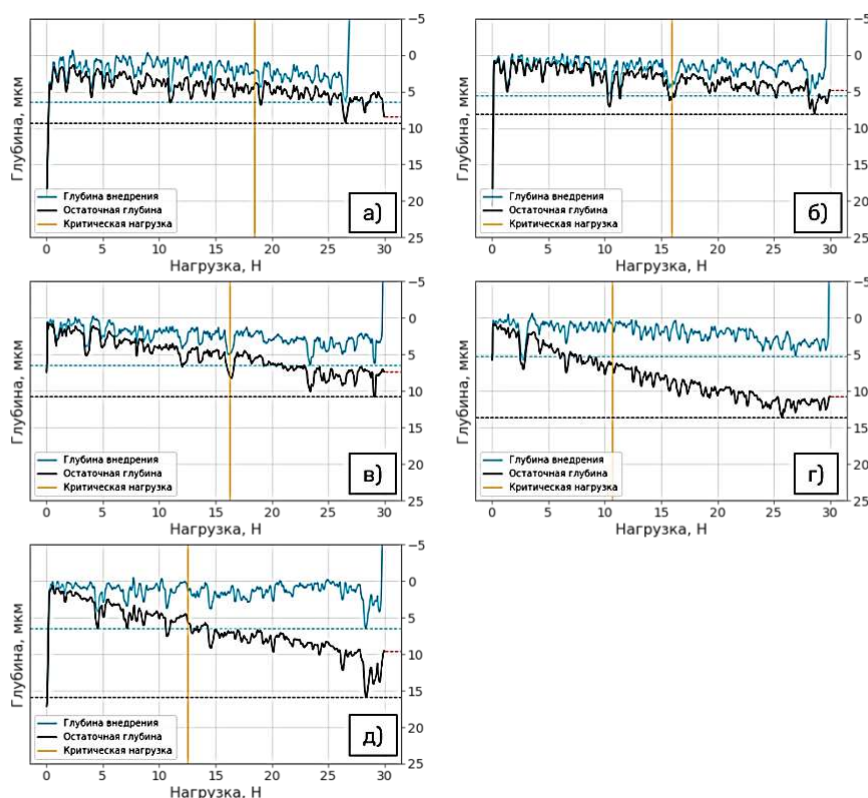 Глубина, мкм
−5
0
5
10
15
20
25
Глубина внедрения
Остаточная глубина
Критическая нагрузка
а)
0 5 10 15 20 25 30
Нагрузка, Н
Глубина, мкм
−5
0
5
10
15
20
25
Глубина внедрения
Остаточная глубина
Критическая нагрузка
б)
0 5 10 15 20 25 30
Нагрузка, Н
Глубина, мкм
−5
0
5
10
15
20
25
Глубина внедрения
Остаточная глубина
Критическая нагрузка
в)
0 5 10 15 20 25 30
Нагрузка, Н
Глубина, мкм
−5
0
5
10
15
20
25
Глубина внедрения
Остаточная глубина
Критическая нагрузка
г)
0 5 10 15 20 25 30
Нагрузка, Н
Глубина, мкм
−5
0
5
10
15
20
25
Глубина внедрения
Остаточная глубина
Критическая нагрузка
д)
0 5 10 15 20 25 30
Нагрузка, Н